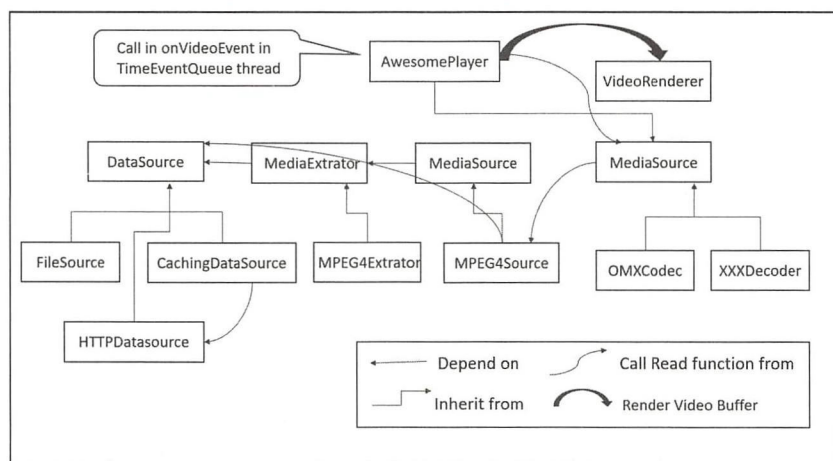 Call in onVideoEvent in
TimeEventQueue thread
AwesomePlayer
VideoRenderer
DataSource
MediaExtrator
MediaSource
MediaSource
FileSource
CachingDataSource
MPEG4Extrator
MPEG4Source
OMXCodec
XXXDecoder
HTTPDatasource
Depend on
Call Read function from
Inherit from
Render Video Buffer